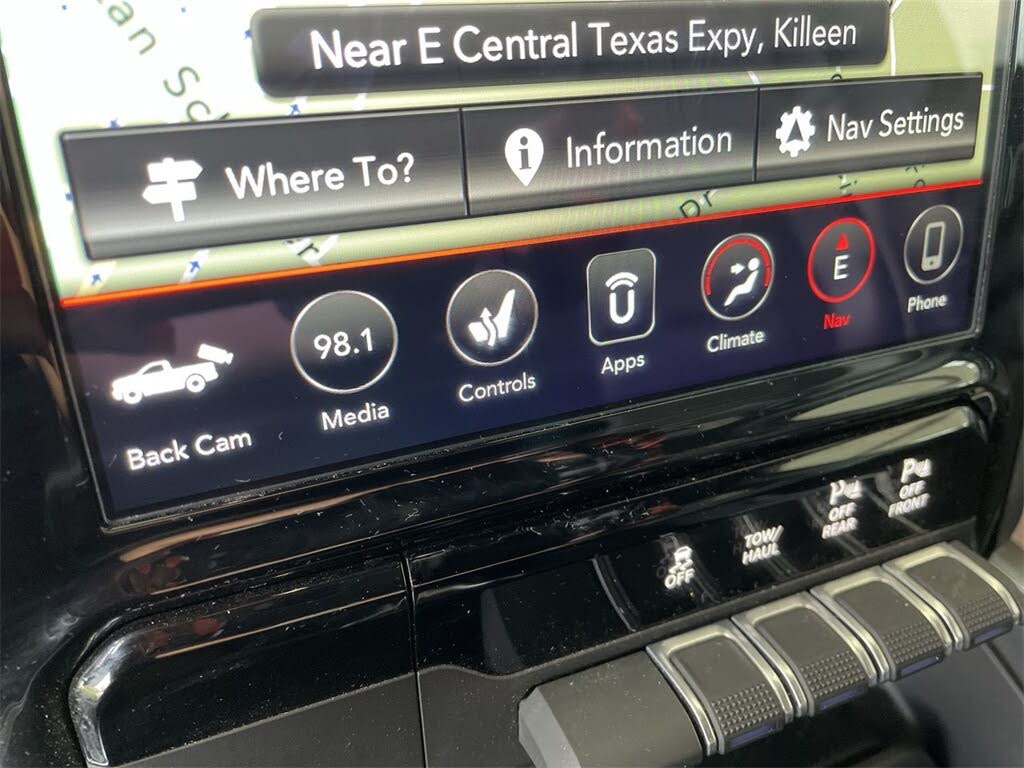 Near E Central Texas Expy, Killeen
Where To?
Information
Nav Settings
Dr
98.1
E
Back Cam
Media
Controls
Apps
Climate
Nav
Phone
OFF
TOW/
HAUL
OFF
REAR
OFF
FRONT